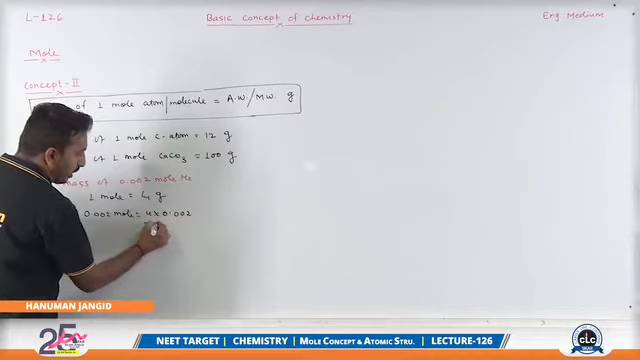 L-126
Basic Concept of Chemistry
Eng Medium
Mole
Concept-II
of 1 mole atom/molecule = A.W./M.W. g
of 1 mole C-atom = 12 g
of 1 mole CaCO₃ = 100 g
mass of 0.002 mole He
1 mole = 4 g
0.002 mole = 4 × 0.002
HANUMAN JANGID
25
NEET TARGET | CHEMISTRY | MOLE CONCEPT & ATOMIC STRU. | LECTURE-126
CLC